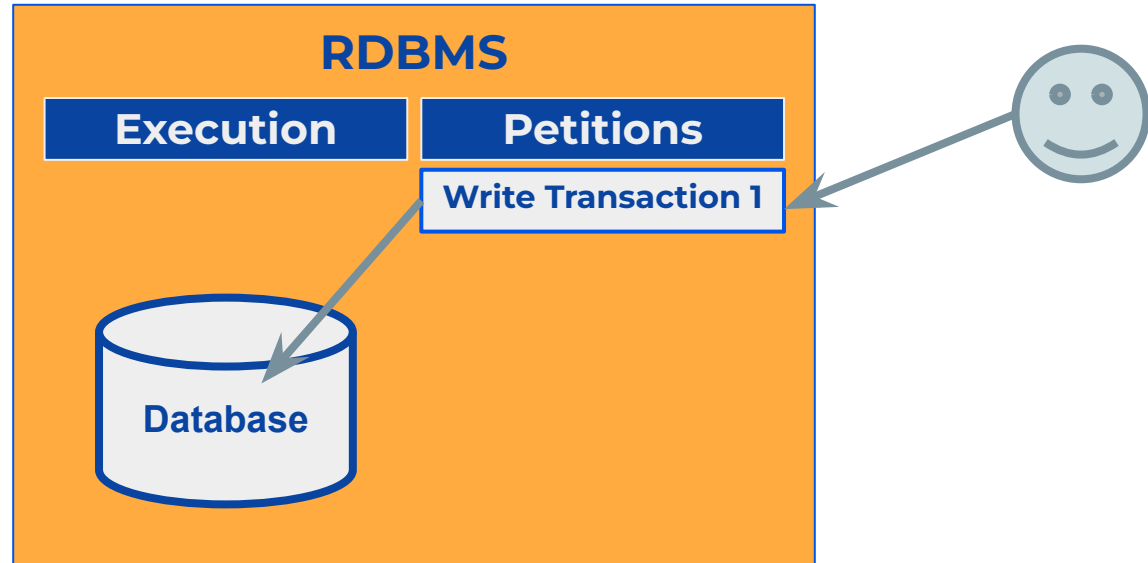 RDBMS
Execution
Petitions
Write Transaction 1
Database